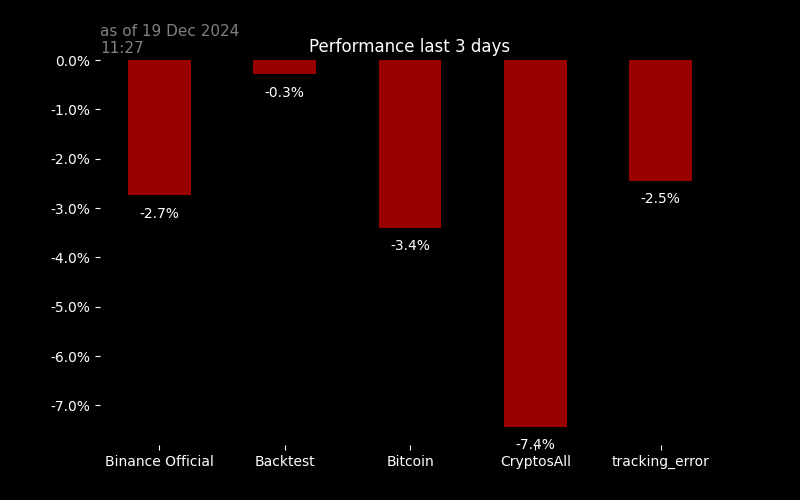 as of 19 Dec 2024
11:27
Performance last 3 days
0.0%
-1.0%
-2.0%
-3.0%
-4.0%
-5.0%
-6.0%
-7.0%
-2.7%
-0.3%
-3.4%
-7.4%
-2.5%
Binance Official
Backtest
Bitcoin
CryptosAll
tracking_error